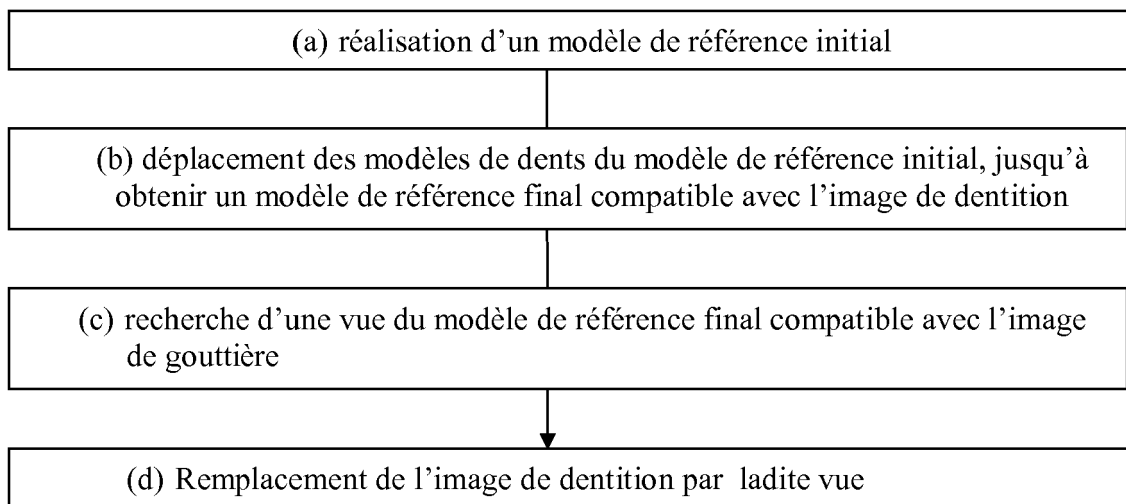 (a) réalisation d’un modèle de référence initial
(b) déplacement des modèles de dents du modèle de référence initial, jusqu’à
obtenir un modèle de référence final compatible avec l’image de dentition
(c) recherche d’une vue du modèle de référence final compatible avec l’image
de gouttière
(d) Remplacement de l’image de dentition par ladite vue